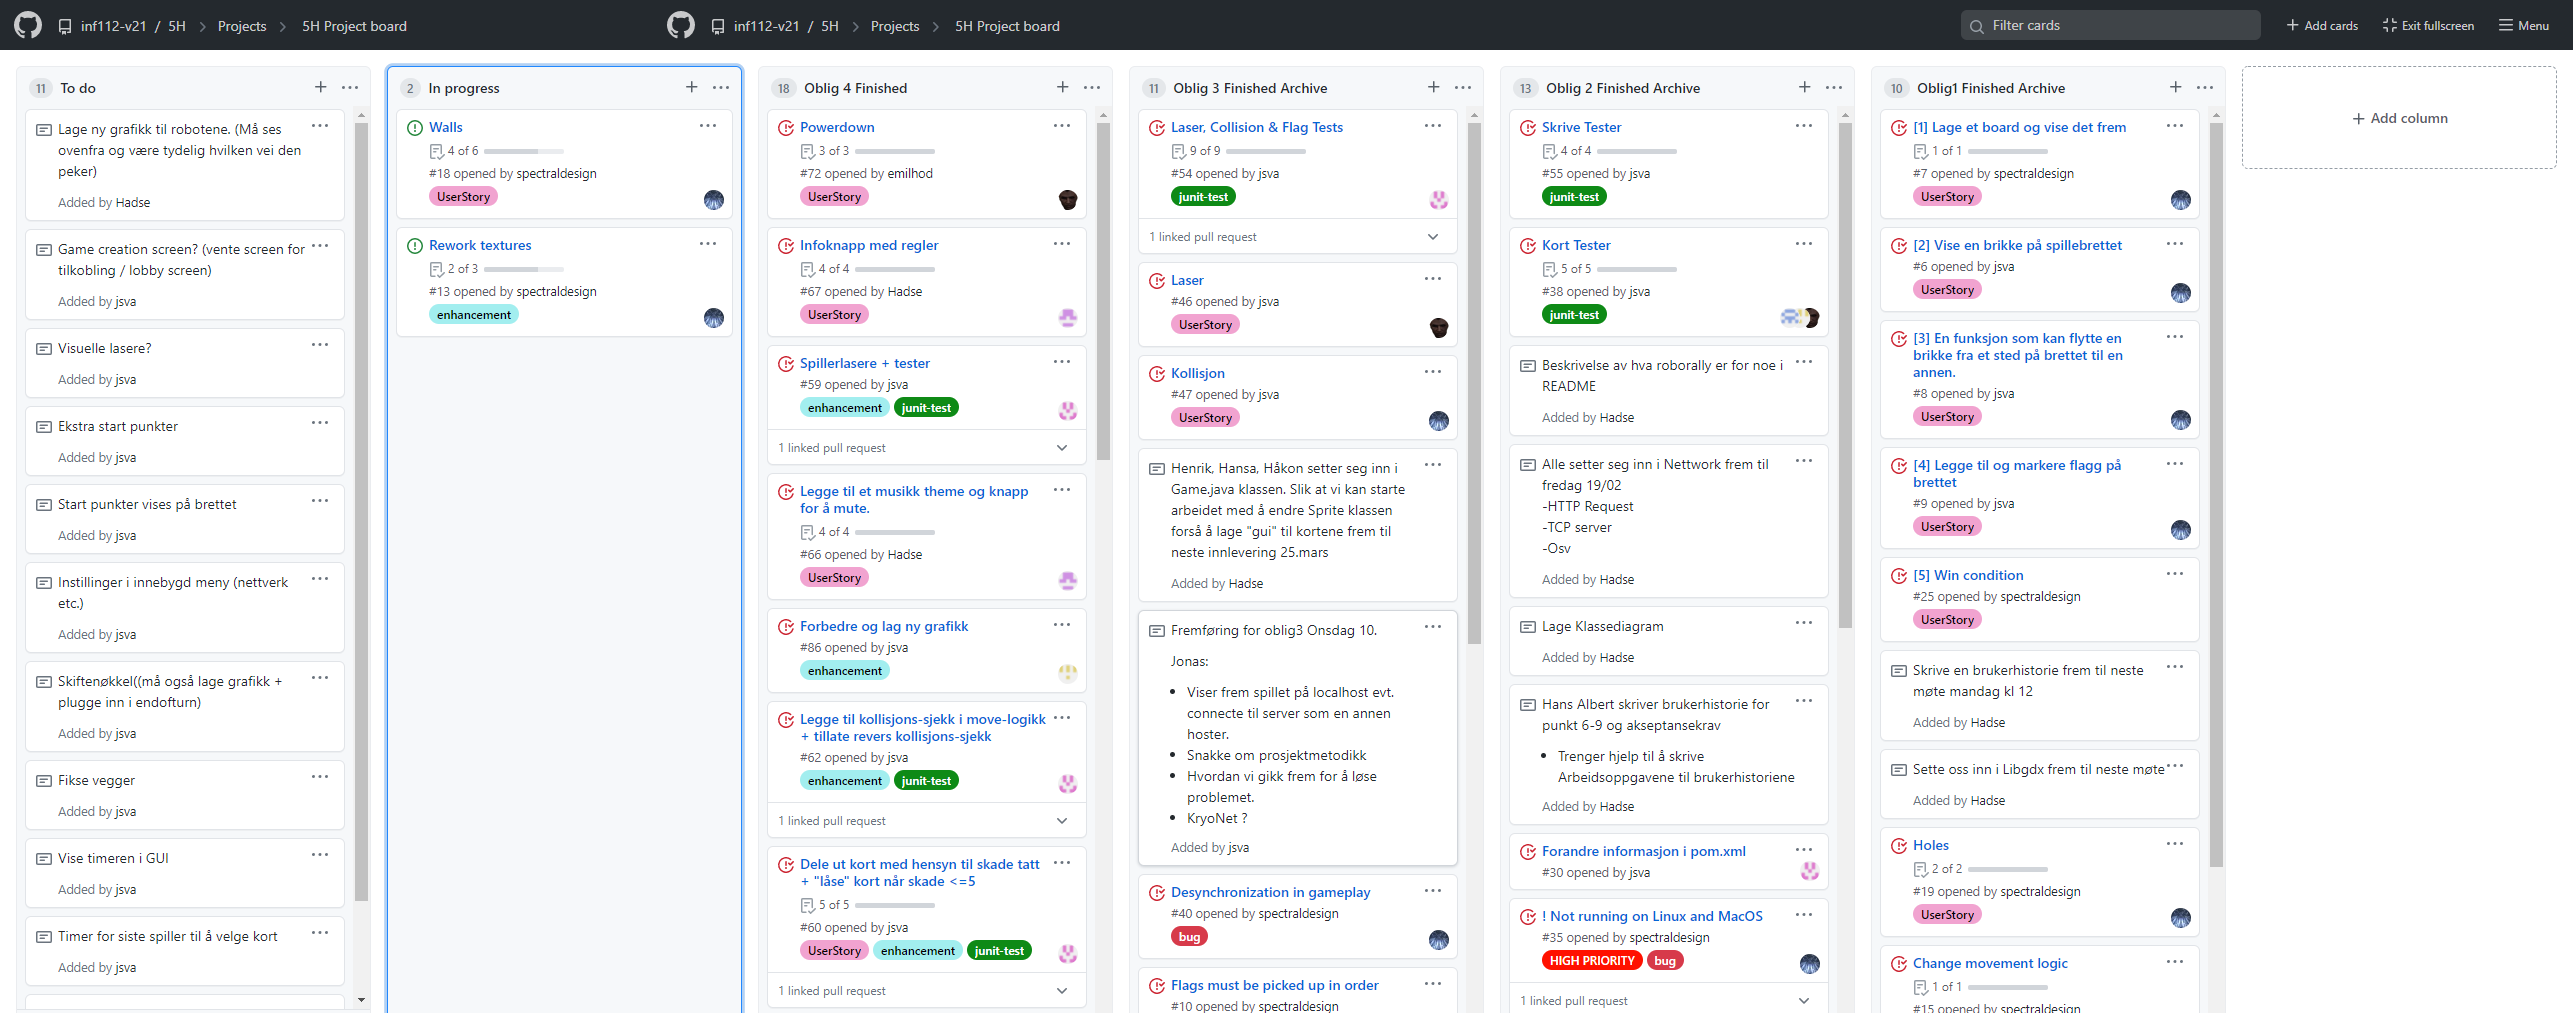 inf112-v21 / 5H Projects 5H Project board
inf112-v21 / 5H Projects 5H Project board
Filter cards
Add cards
Exit fullscreen
Menu
11 To do
Lage ny grafikk til robotene. (Må ses
ovenfra og være tydelig hvilken vei den
peker)
Added by Hadse
Game creation screen? (vente screen for
tilkobling / lobby screen)
Added by jsva
Visuelle lasere?
Added by jsva
Ekstra start punkter
Added by jsva
Start punkter vises på brettet
Added by jsva
Instillinger i innebygd meny (nettverk
etc.)
Added by jsva
Skiftenøkkel((må også lage grafikk +
plugge inn i endofturn)
Added by jsva
Fikse vegger
Added by jsva
Vise timeren i GUI
Added by jsva
Timer for siste spiller til å velge kort
Added by jsva
2 In progress
Walls
4 of 6
#18 opened by spectraldesign
UserStory
Rework textures
2 of 3
#13 opened by spectraldesign
enhancement
18 Oblig 4 Finished
Powerdown
3 of 3
#72 opened by emilhod
UserStory
Infoknapp med regler
4 of 4
#67 opened by Hadse
UserStory
Spillerlasere + tester
#59 opened by jsva
enhancement junit-test
1 linked pull request
Legge til et musikk theme og knapp
for å mute.
4 of 4
#66 opened by Hadse
UserStory
Forbedre og lag ny grafikk
#86 opened by jsva
enhancement
Legge til kollisjons-sjekk i move-logikk
+ tillate revers kollisjons-sjekk
#62 opened by jsva
enhancement junit-test
1 linked pull request
Dele ut kort med hensyn til skade tatt
+ "låse" kort når skade <=5
5 of 5
#60 opened by jsva
UserStory enhancement junit-test
1 linked pull request
11 Oblig 3 Finished Archive
Laser, Collision & Flag Tests
9 of 9
#54 opened by jsva
junit-test
1 linked pull request
Laser
#46 opened by jsva
UserStory
Kollisjon
#47 opened by jsva
UserStory
Henrik, Hansa, Håkon setter seg inn i
Game.java klassen. Slik at vi kan starte
arbeidet med å endre Sprite klassen
forså å lage "gui" til kortene frem til
neste innlevering 25.mars
Added by Hadse
Fremføring for oblig3 Onsdag 10.
Jonas:
• Viser frem spillet på localhost evt.
connecte til server som en annen
hoster.
• Snakke om prosjektmetodikk
• Hvordan vi gikk frem for å løse
problemet.
• KryoNet ?
Added by jsva
Desynchronization in gameplay
#40 opened by spectraldesign
bug
Flags must be picked up in order
#10 opened by spectraldesign
13 Oblig 2 Finished Archive
Skrive Tester
4 of 4
#55 opened by jsva
junit-test
Kort Tester
5 of 5
#38 opened by jsva
junit-test
Beskrivelse av hva roborally er for noe i
README
Added by Hadse
Alle setter seg inn i Nettwork frem til
fredag 19/02
-HTTP Request
-TCP server
-Osv
Added by Hadse
Lage Klassediagram
Added by Hadse
Hans Albert skriver brukerhistorie for
punkt 6-9 og akseptansekrav
• Trenger hjelp til å skrive
Arbeidsoppgavene til brukerhistoriene
Added by Hadse
Forandre informasjon i pom.xml
#30 opened by jsva
! Not running on Linux and MacOS
#35 opened by spectraldesign
HIGH PRIORITY bug
1 linked pull request
10 Oblig1 Finished Archive
[1] Lage et board og vise det frem
1 of 1
#7 opened by spectraldesign
UserStory
[2] Vise en brikke på spillebrettet
#6 opened by jsva
UserStory
[3] En funksjon som kan flytte en
brikke fra et sted på brettet til en
annen.
#8 opened by jsva
UserStory
[4] Legge til og markere flagg på
brettet
#9 opened by jsva
UserStory
[5] Win condition
#25 opened by spectraldesign
UserStory
Skrive en brukerhistorie frem til neste
møte mandag kl 12
Added by Hadse
Sette oss inn i Libgdx frem til neste møte
Added by Hadse
Holes
2 of 2
#19 opened by spectraldesign
UserStory
Change movement logic
1 of 1
#15 opened by spectraldesign
Add column